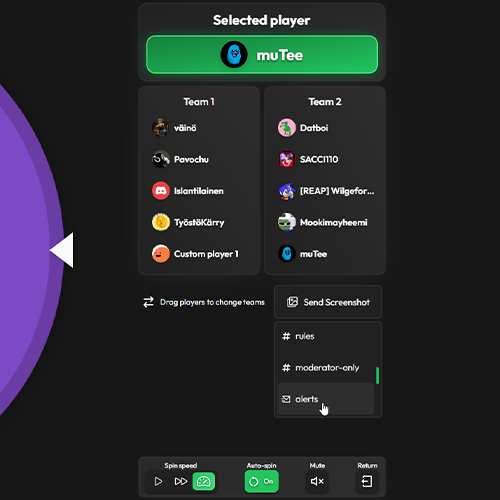 Selected player
muTee
Team 1
väinö
Pavochu
Islantilainen
TyöstöKärry
Custom player 1
Team 2
Datboi
SACCI110
[REAP] Wilgefor...
Mookimayheemi
muTee
Drag players to change teams
Send Screenshot
# rules
# moderator-only
alerts
Spin speed
Auto-spin
On
Mute
Return